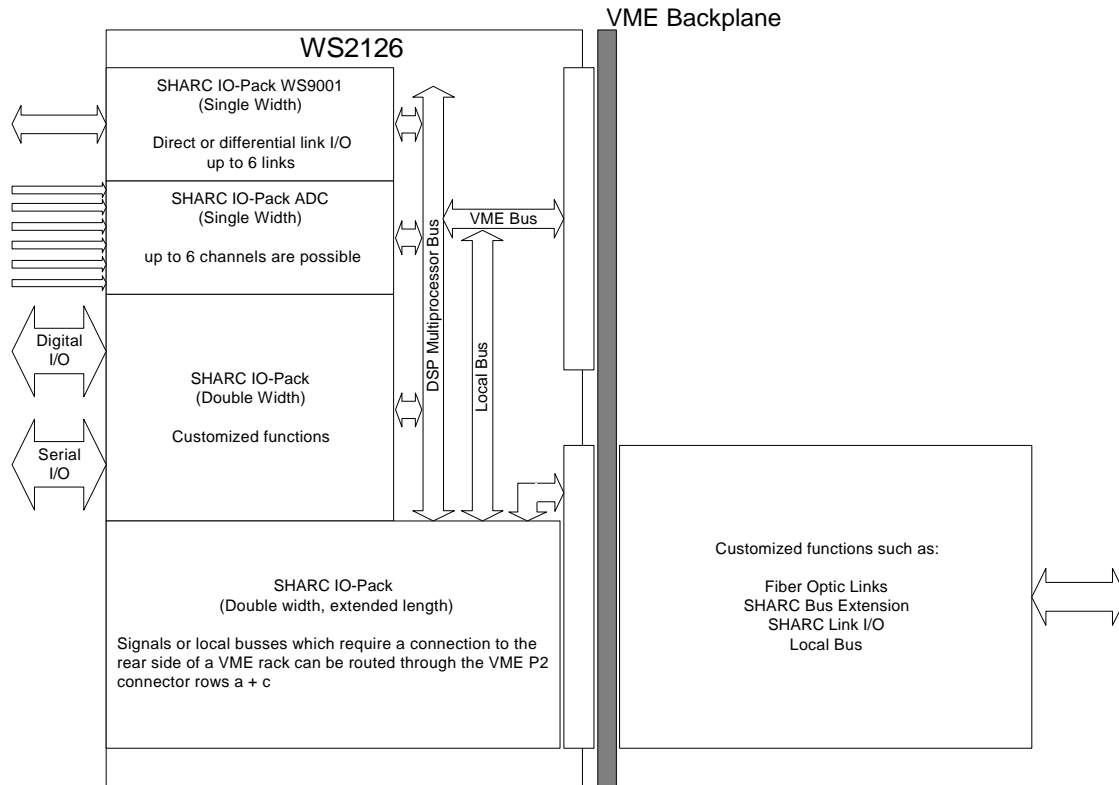 VME Backplane
WS2126
SHARC IO-Pack WS9001
(Single Width)
Direct or differential link I/O
up to 6 links
SHARC IO-Pack ADC
(Single Width)
up to 6 channels are possible
Digital
I/O
Serial
I/O
SHARC IO-Pack
(Double Width)
Customized functions
DSP Multiprocessor Bus
VME Bus
Local Bus
SHARC IO-Pack
(Double width, extended length)
Signals or local busses which require a connection to the
rear side of a VME rack can be routed through the VME P2
connector rows a + c
Customized functions such as:
Fiber Optic Links
SHARC Bus Extension
SHARC Link I/O
Local Bus